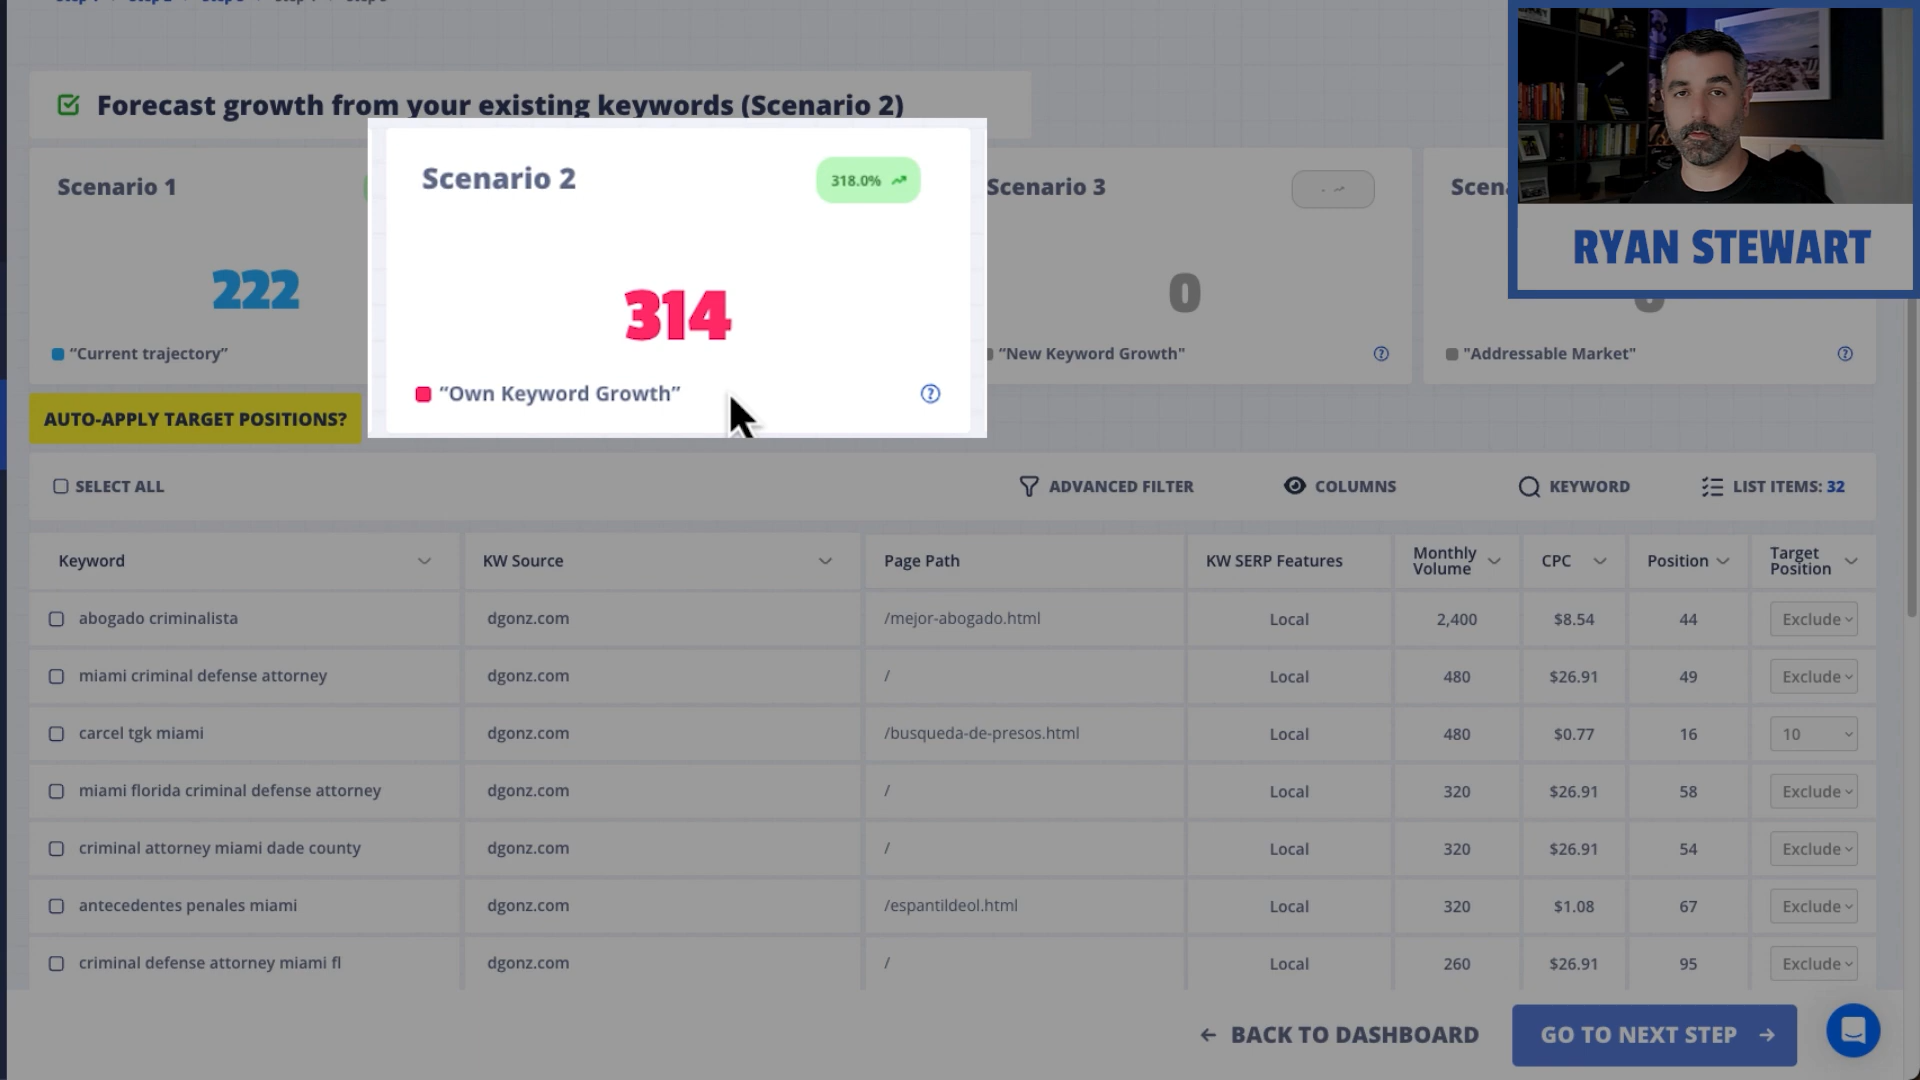 Forecast growth from your existing keywords (Scenario 2)
Scenario 1
222
"Current trajectory"
Scenario 2
318.0%
314
“Own Keyword Growth”
Scenario 3
-
0
“New Keyword Growth"
Scen
"Addressable Market"
RYAN STEWART
AUTO-APPLY TARGET POSITIONS?
SELECT ALL
ADVANCED FILTER
COLUMNS
KEYWORD
LIST ITEMS: 32
Keyword KW Source Page Path KW SERP Features Monthly Volume CPC Position Target Position
abogado criminalista dgonz.com /mejor-abogado.html Local 2,400 $8.54 44 Exclude
miami criminal defense attorney dgonz.com / Local 480 $26.91 49 Exclude
carcel tgk miami dgonz.com /busqueda-de-presos.html Local 480 $0.77 16 10
miami florida criminal defense attorney dgonz.com / Local 320 $26.91 58 Exclude
criminal attorney miami dade county dgonz.com / Local 320 $26.91 54 Exclude
antecedentes penales miami dgonz.com /espantildeol.html Local 320 $1.08 67 Exclude
criminal defense attorney miami fl dgonz.com / Local 260 $26.91 95 Exclude
← BACK TO DASHBOARD
GO TO NEXT STEP →